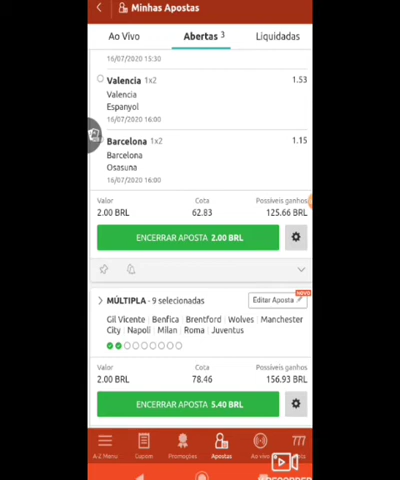 Minhas Apostas
Ao Vivo
Abertas 3
Liquidadas
16/07/2020 15:30
Valencia 1x2
1.53
Valencia
Espanyol
16/07/2020 16:00
Barcelona 1x2
1.15
Barcelona
Osasuna
16/07/2020 16:00
Valor
Cota
Possíveis ganhos
2.00 BRL
62.83
125.66 BRL
ENCERRAR APOSTA 2.00 BRL
MÚLTIPLA - 9 selecionadas
Editar Aposta
NOVO
Gil Vicente Benfica Brentford Wolves Manchester
City Napoli Milan Roma Juventus
Valor
Cota
Possíveis ganhos
2.00 BRL
78.46
156.93 BRL
ENCERRAR APOSTA 5.40 BRL
777
A-Z Menu
Cupom
Promoções
Apostas
Ao vivo